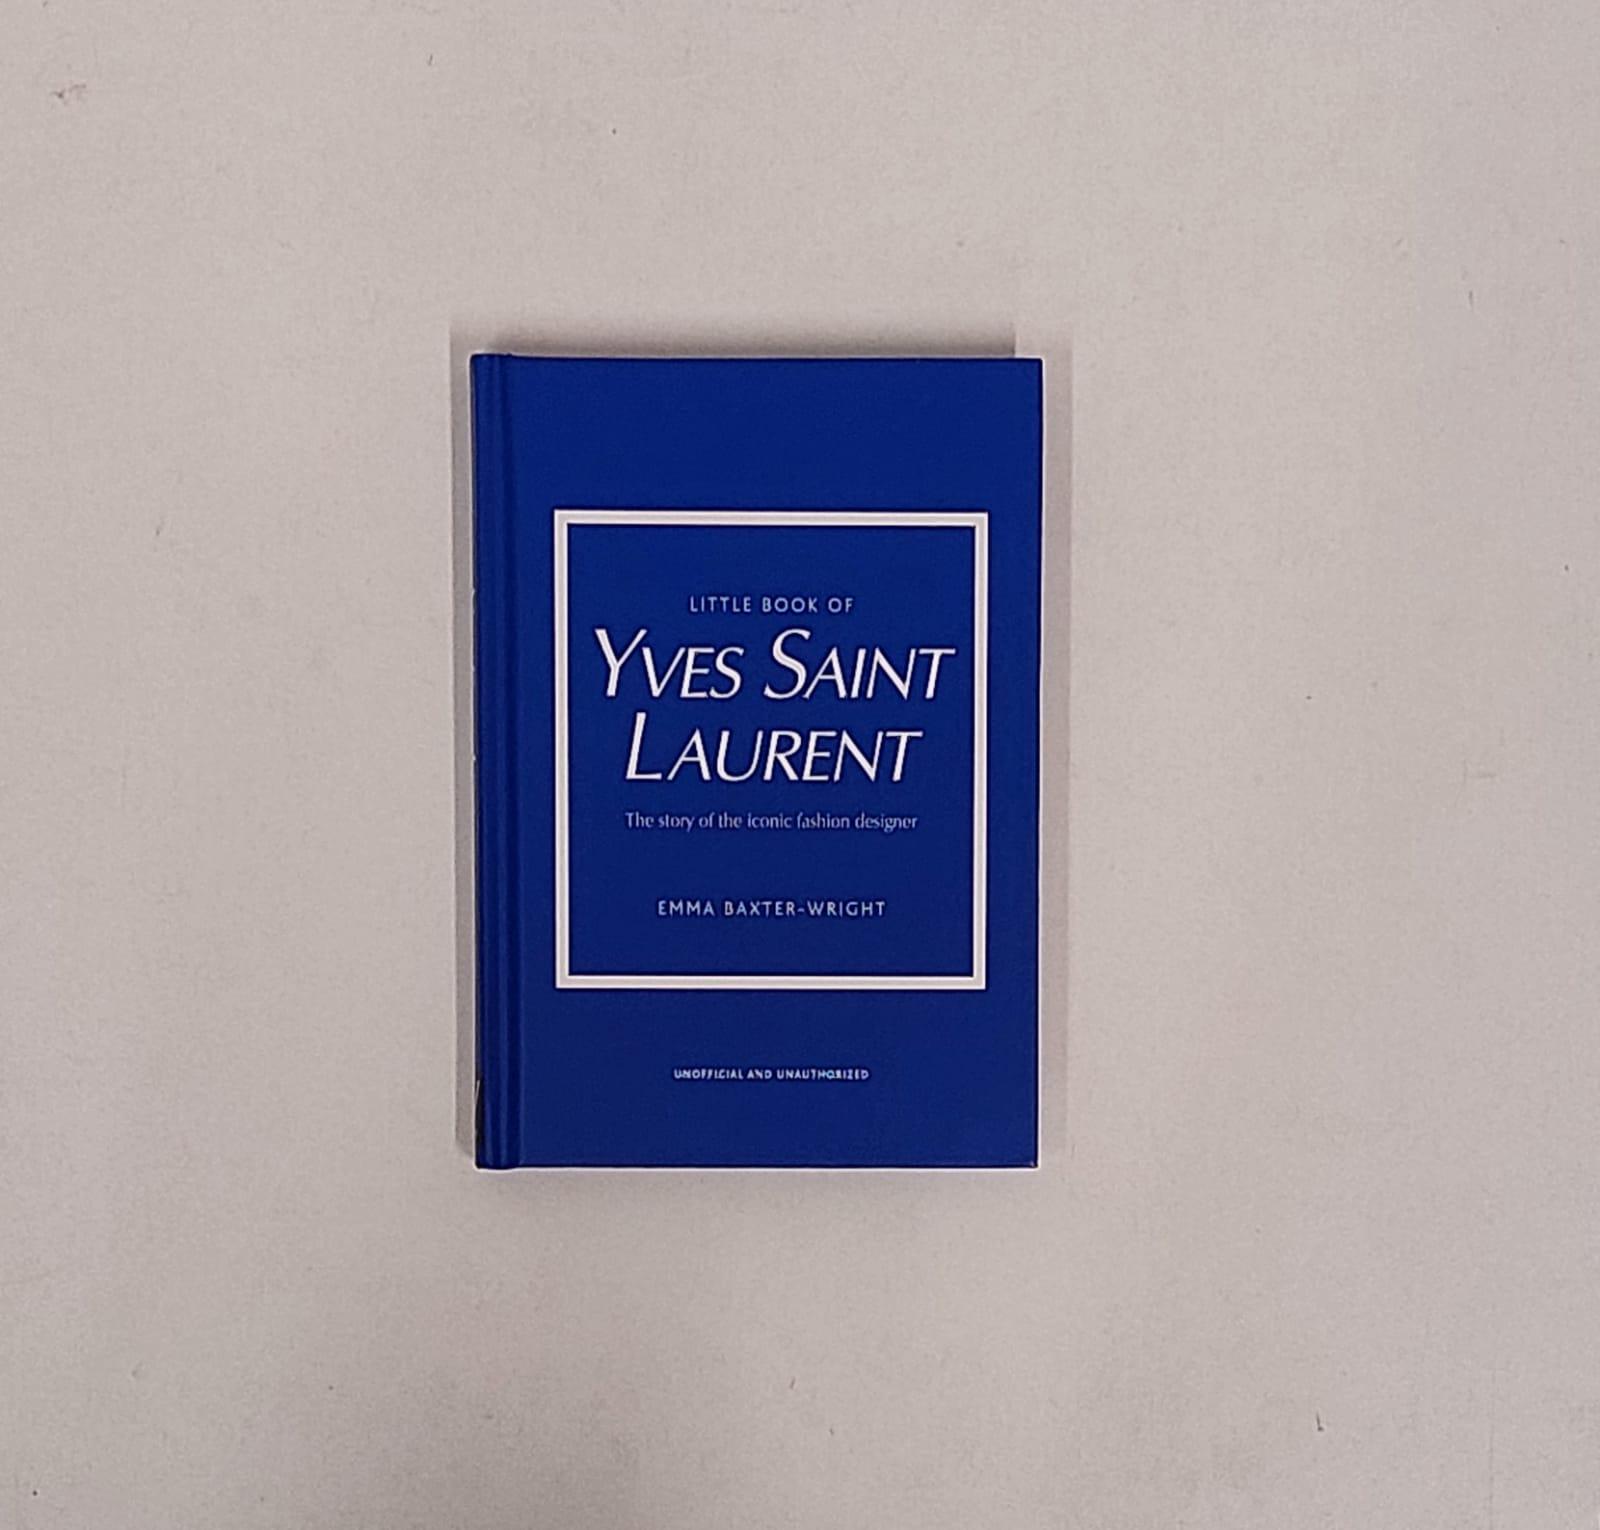 LITTLE BOOK OF
YVES SAINT
LAURENT
The story of the iconic fashion designer
EMMA BAXTER-WRIGHT
UNOFFICIAL AND UNAUTHORIZED